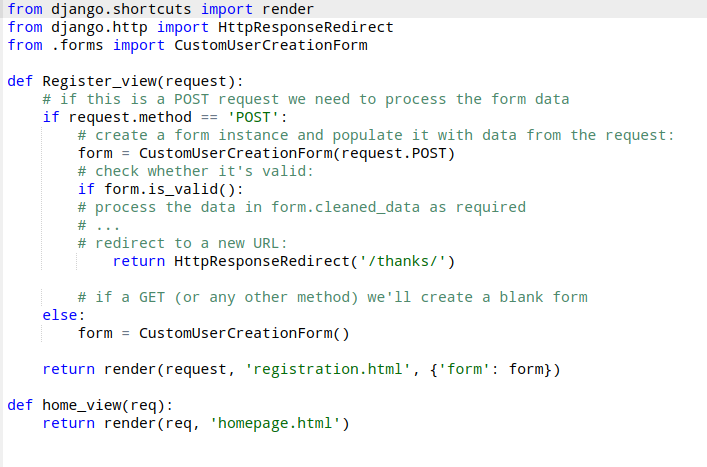 from django.shortcuts import render
from django.http import HttpResponseRedirect
from .forms import CustomUserCreationForm

def Register_view(request):
    # if this is a POST request we need to process the form data
    if request.method == 'POST':
        # create a form instance and populate it with data from the request:
        form = CustomUserCreationForm(request.POST)
        # check whether it's valid:
        if form.is_valid():
        # process the data in form.cleaned_data as required
        # ...
        # redirect to a new URL:
            return HttpResponseRedirect('/thanks/')

        # if a GET (or any other method) we'll create a blank form
    else:
        form = CustomUserCreationForm()

    return render(request, 'registration.html', {'form': form})

def home_view(req):
    return render(req, 'homepage.html')